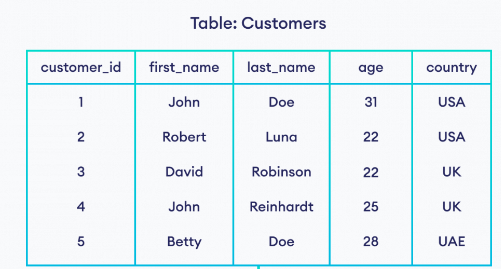 Table: Customers
customer_id first_name last_name age country
1 John Doe 31 USA
2 Robert Luna 22 USA
3 David Robinson 22 UK
4 John Reinhardt 25 UK
5 Betty Doe 28 UAE